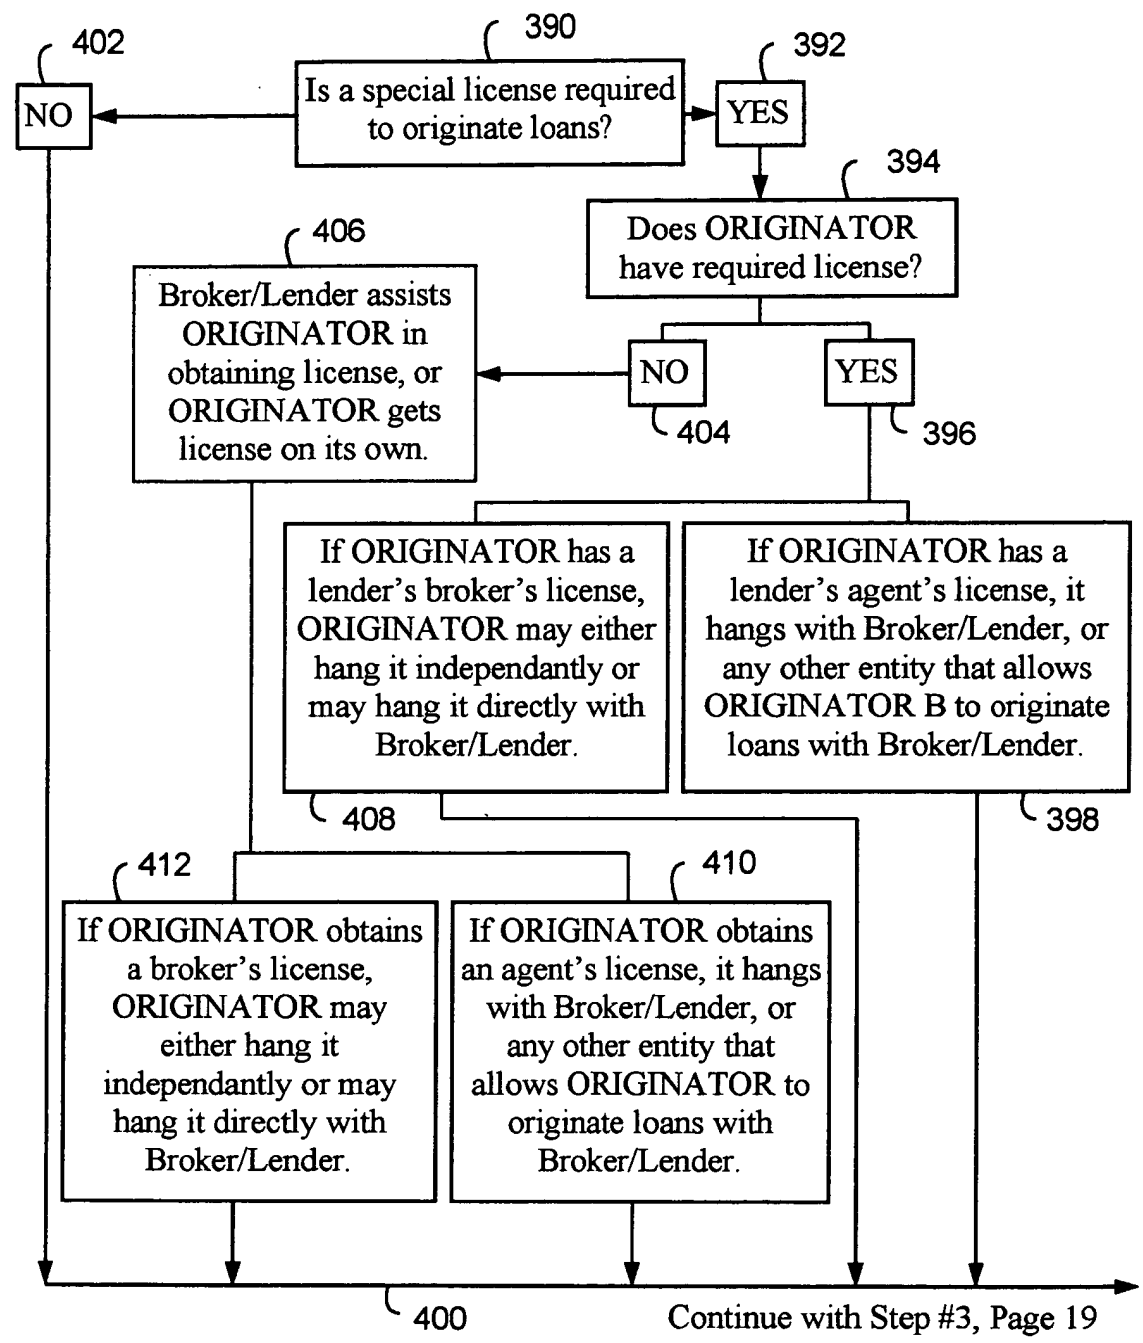 402
390
392
NO
Is a special license required
to originate loans?
YES
394
Does ORIGINATOR
have required license?
406
Broker/Lender assists
ORIGINATOR in
obtaining license, or
ORIGINATOR gets
license on its own.
NO
YES
404
396
If ORIGINATOR has a
lender's broker's license,
ORIGINATOR may either
hang it independantly or
may hang it directly with
Broker/Lender.
If ORIGINATOR has a
lender's agent's license, it
hangs with Broker/Lender, or
any other entity that allows
ORIGINATOR B to originate
loans with Broker/Lender.
408
398
412
410
If ORIGINATOR obtains
a broker's license,
ORIGINATOR may
either hang it
independantly or may
hang it directly with
Broker/Lender.
If ORIGINATOR obtains
an agent's license, it hangs
with Broker/Lender, or
any other entity that
allows ORIGINATOR to
originate loans with
Broker/Lender.
400
Continue with Step #3, Page 19